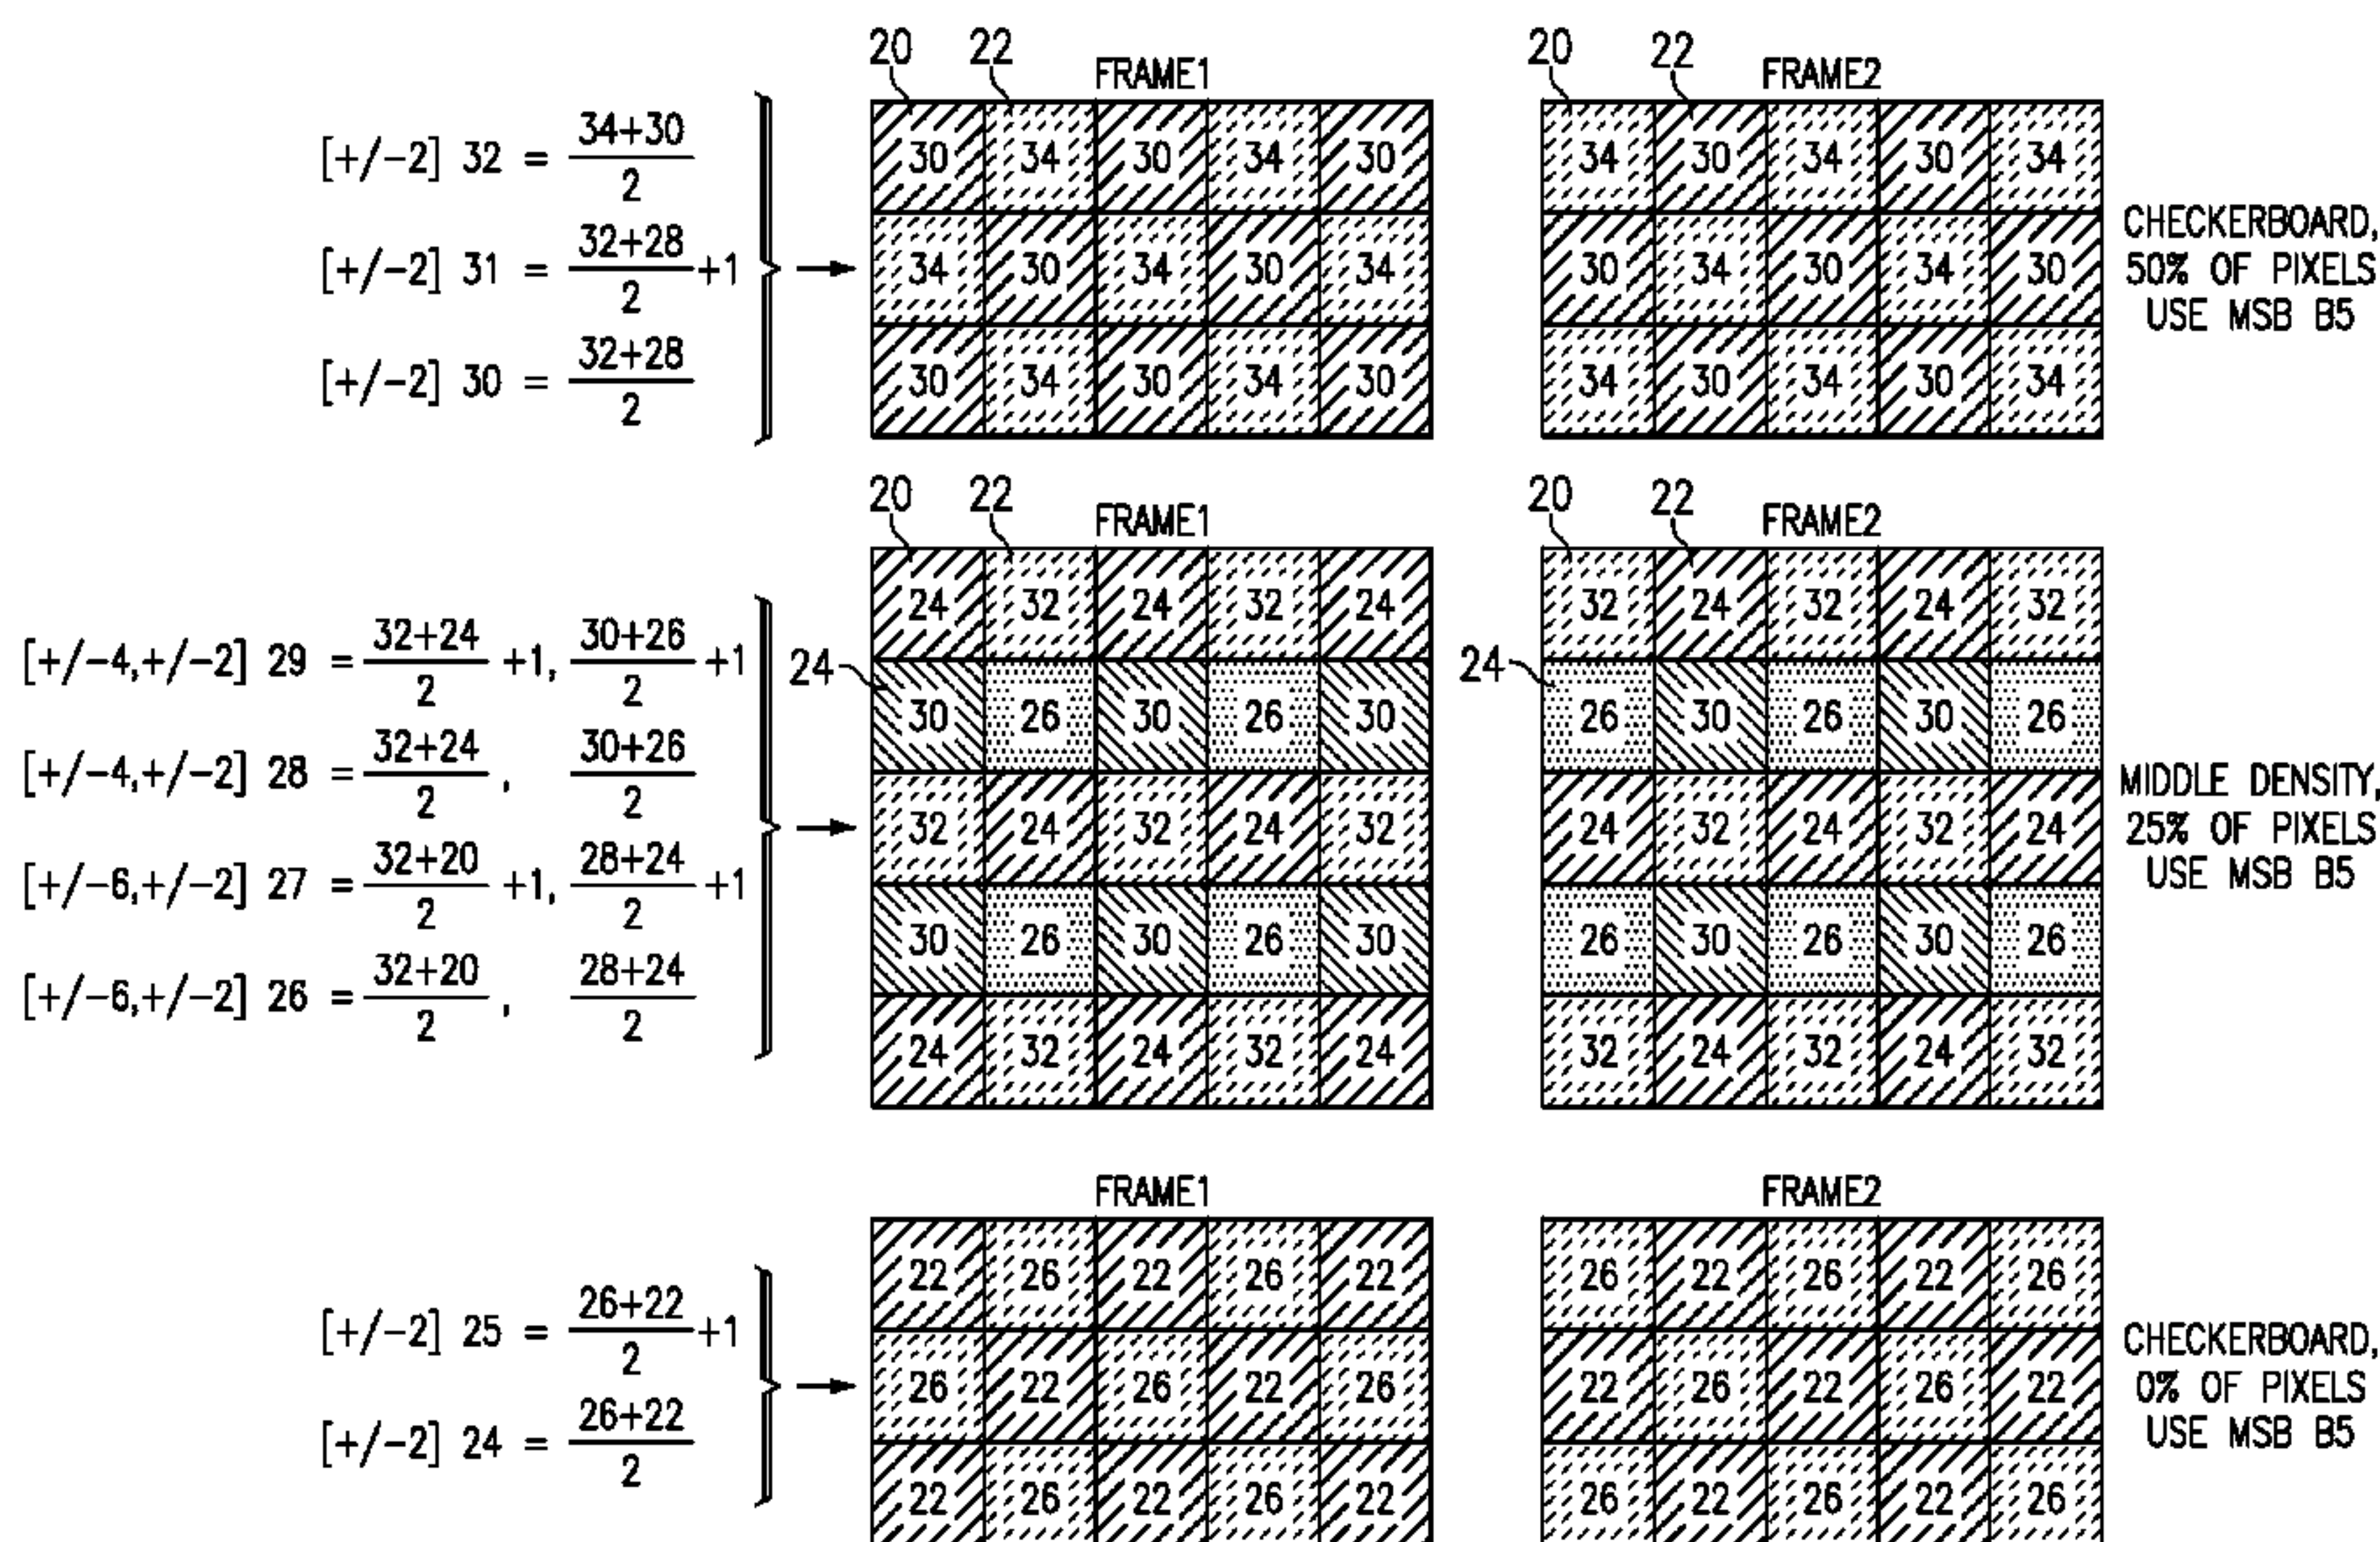 20 22 FRAME1 20 22 FRAME2
[+/-2] 32 = (34+30)/2
[+/-2] 31 = (32+28)/2 +1
[+/-2] 30 = (32+28)/2
30 34 30 34 30
34 30 34 30 34
30 34 30 34 30
34 30 34 30 34
30 34 30 34 30
34 30 34 30 34
CHECKERBOARD,
50% OF PIXELS
USE MSB B5
20 22 FRAME1 20 22 FRAME2
[+/-4,+/-2] 29 = (32+24)/2 +1, (30+26)/2 +1
[+/-4,+/-2] 28 = (32+24)/2 , (30+26)/2
[+/-6,+/-2] 27 = (32+20)/2 +1, (28+24)/2 +1
[+/-6,+/-2] 26 = (32+20)/2 , (28+24)/2
24
24 32 24 32 24
30 26 30 26 30
32 24 32 24 32
30 26 30 26 30
24 32 24 32 24
24
32 24 32 24 32
26 30 26 30 26
24 32 24 32 24
26 30 26 30 26
32 24 32 24 32
MIDDLE DENSITY,
25% OF PIXELS
USE MSB B5
FRAME1 FRAME2
[+/-2] 25 = (26+22)/2 +1
[+/-2] 24 = (26+22)/2
22 26 22 26 22
26 22 26 22 26
22 26 22 26 22
26 22 26 22 26
22 26 22 26 22
26 22 26 22 26
CHECKERBOARD,
0% OF PIXELS
USE MSB B5